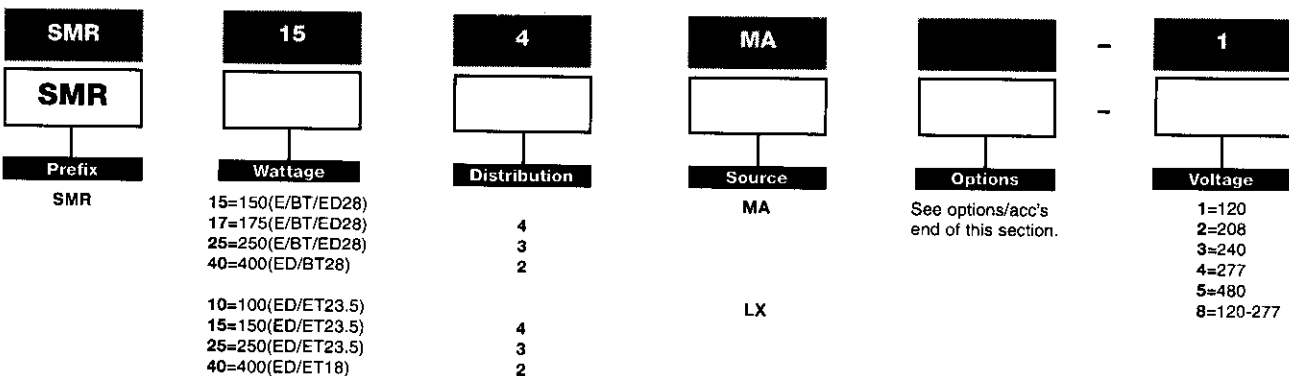 SMR 15 4 MA - 1
SMR -
Prefix Wattage Distribution Source Options Voltage
SMR 15=150(E/BT/ED28) MA See options/acc's 1=120
17=175(E/BT/ED28) 4 end of this section. 2=208
25=250(E/BT/ED28) 3 3=240
40=400(ED/BT28) 2 4=277
5=480
10=100(ED/ET23.5) LX 8=120-277
15=150(ED/ET23.5) 4
25=250(ED/ET23.5) 3
40=400(ED/ET18) 2